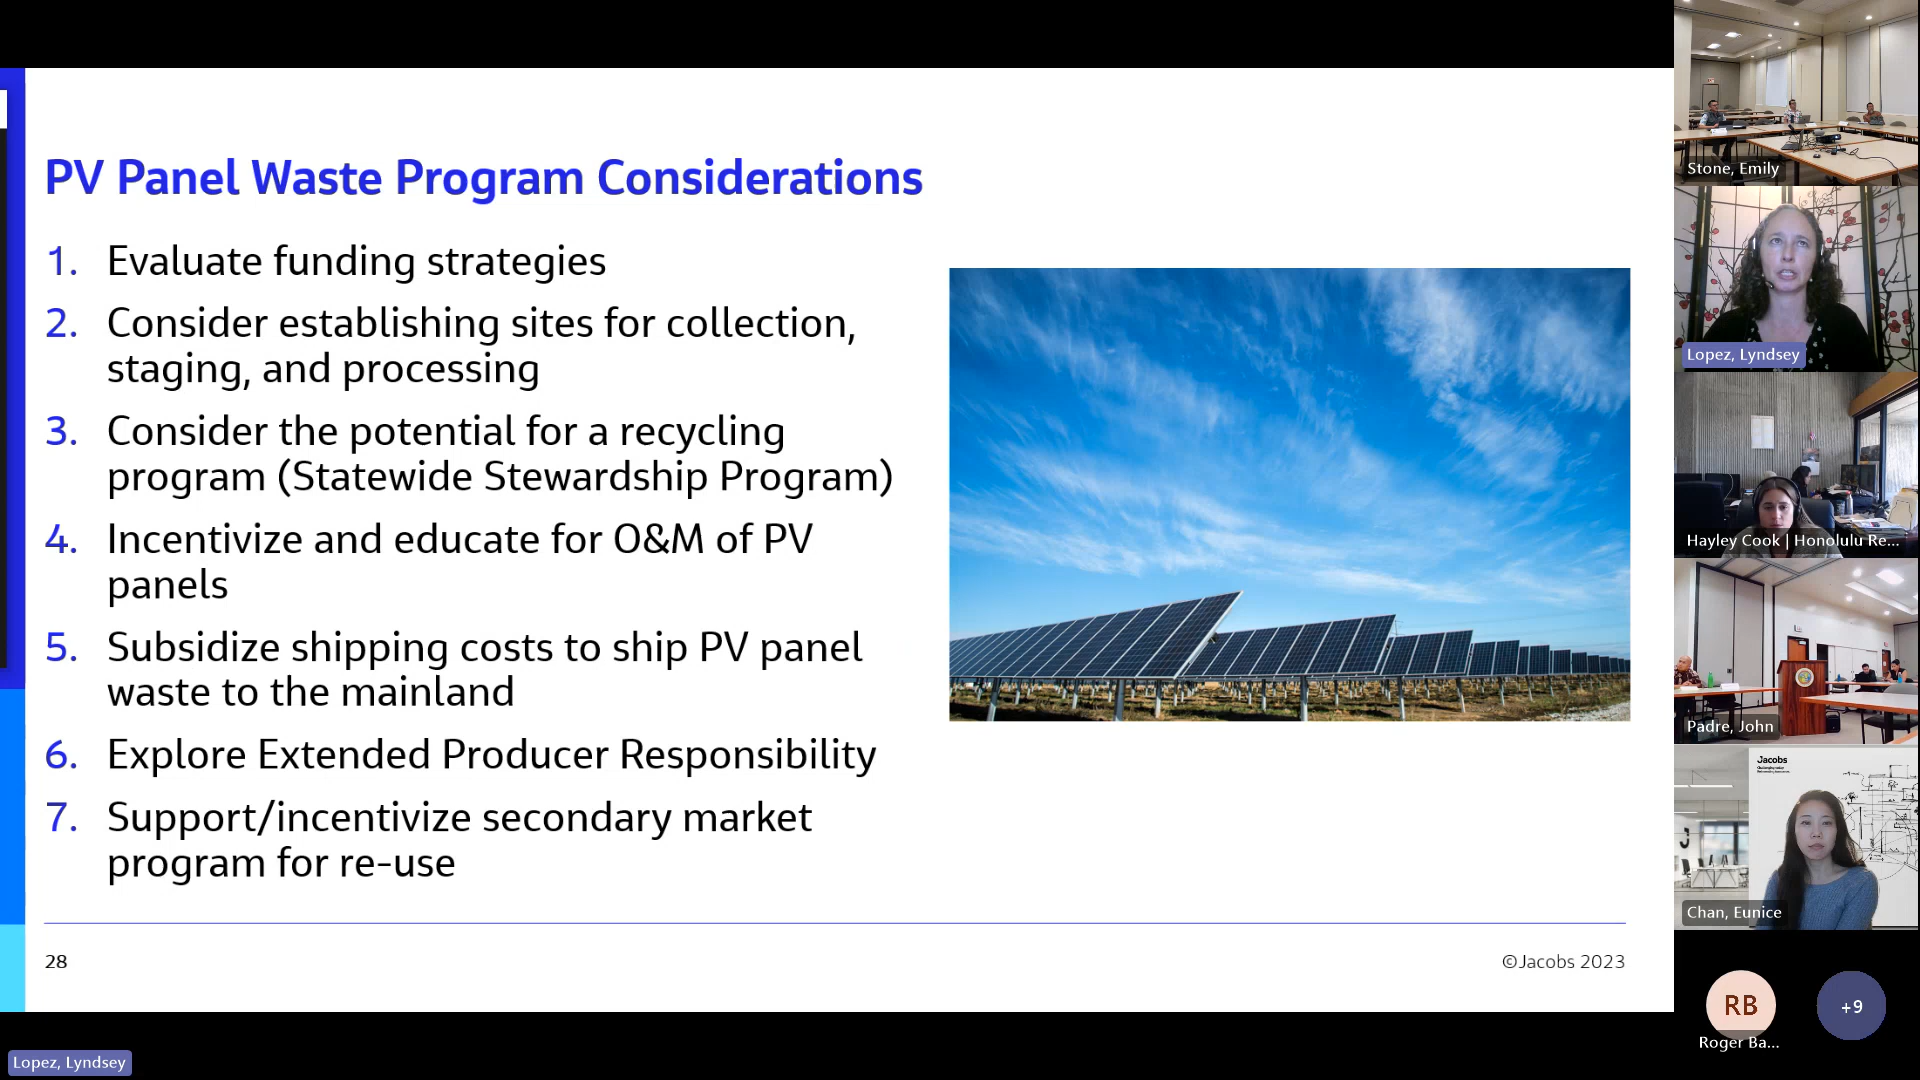 PV Panel Waste Program Considerations
1. Evaluate funding strategies
2. Consider establishing sites for collection,
staging, and processing
3. Consider the potential for a recycling
program (Statewide Stewardship Program)
4. Incentivize and educate for O&M of PV
panels
5. Subsidize shipping costs to ship PV panel
waste to the mainland
6. Explore Extended Producer Responsibility
7. Support/incentivize secondary market
program for re-use
28
©Jacobs 2023
Lopez, Lyndsey
Stone, Emily
Lopez, Lyndsey
Hayley Cook | Honolulu Re...
Padre, John
Jacobs
Chan, Eunice
RB
Roger Ba...
+9